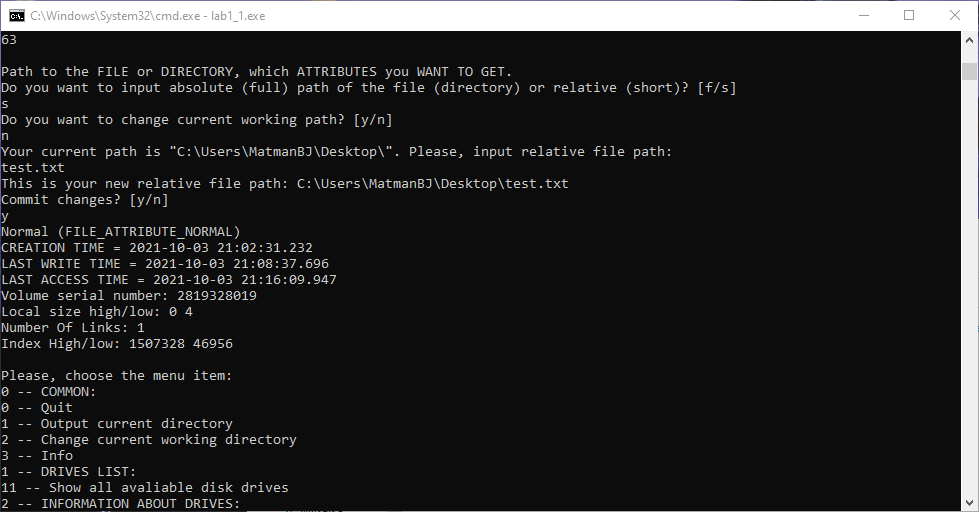 C:\Windows\System32\cmd.exe - lab1_1.exe
63
Path to the FILE or DIRECTORY, which ATTRIBUTES you WANT TO GET.
Do you want to input absolute (full) path of the file (directory) or relative (short)? [f/s]
s
Do you want to change current working path? [y/n]
n
Your current path is "C:\Users\MatmanBJ\Desktop\". Please, input relative file path:
test.txt
This is your new relative file path: C:\Users\MatmanBJ\Desktop\test.txt
Commit changes? [y/n]
y
Normal (FILE_ATTRIBUTE_NORMAL)
CREATION TIME = 2021-10-03 21:02:31.232
LAST WRITE TIME = 2021-10-03 21:08:37.696
LAST ACCESS TIME = 2021-10-03 21:16:09.947
Volume serial number: 2819328019
Local size high/low: 0 4
Number Of Links: 1
Index High/low: 1507328 46956
Please, choose the menu item:
0 -- COMMON:
0 -- Quit
1 -- Output current directory
2 -- Change current working directory
3 -- Info
1 -- DRIVES LIST:
11 -- Show all avaliable disk drives
2 -- INFORMATION ABOUT DRIVES: